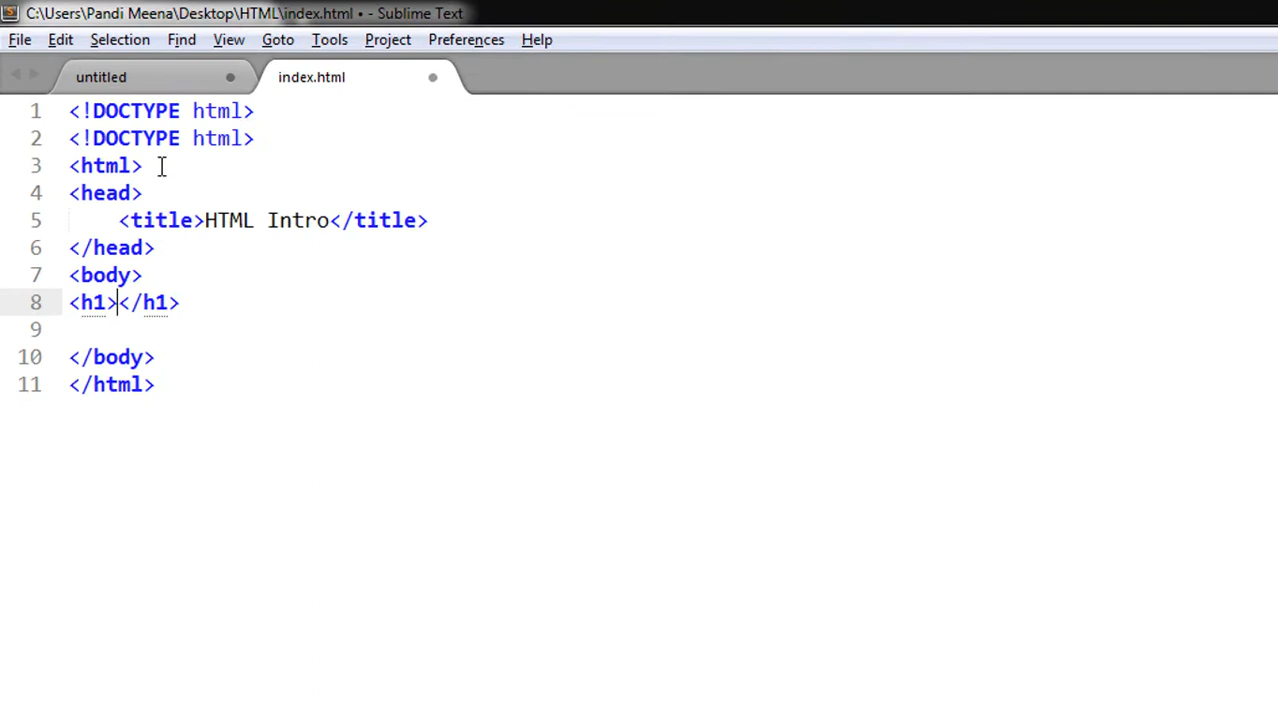 C:\Users\Pandi Meena\Desktop\HTML\index.html • - Sublime Text
File Edit Selection Find View Goto Tools Project Preferences Help
untitled index.html
1 <!DOCTYPE html>
2 <!DOCTYPE html>
3 <html>
4 <head>
5 <title>HTML Intro</title>
6 </head>
7 <body>
8 <h1></h1>
9
10 </body>
11 </html>